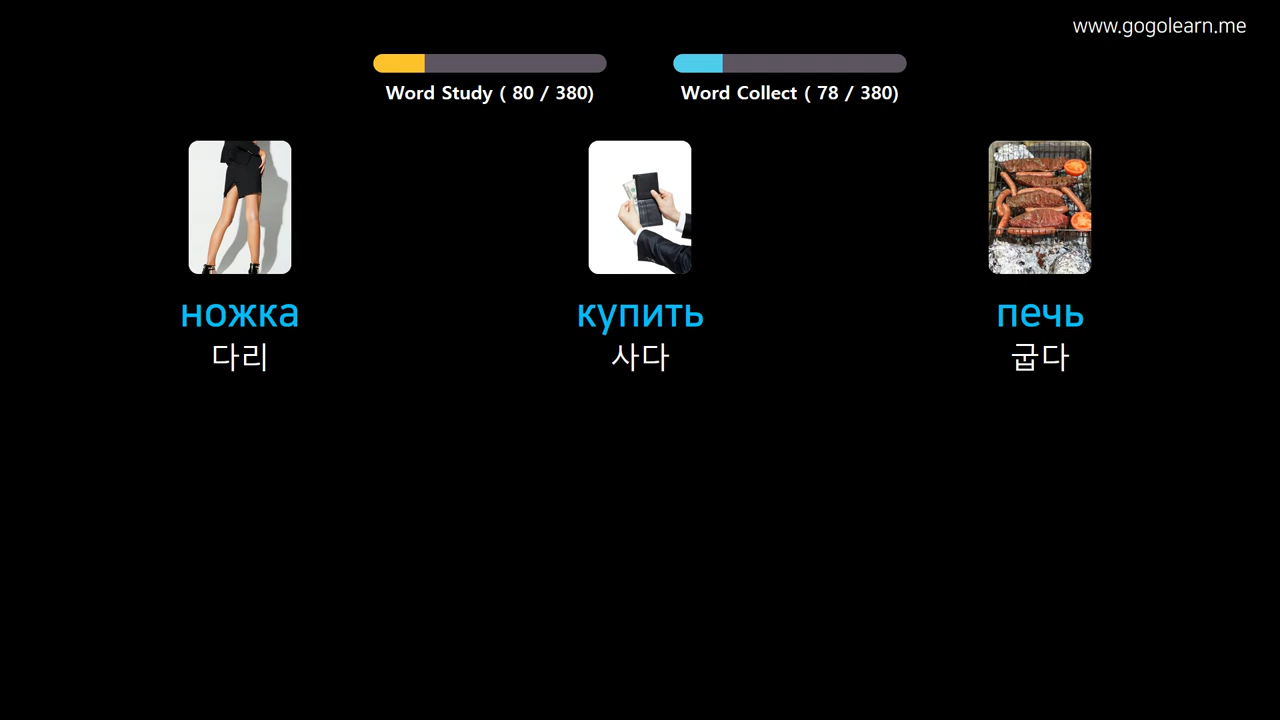 www.gogolearn.me
Word Study ( 80 / 380)
Word Collect ( 78 / 380)
ножка
купить
печь
다리
사다
굽다